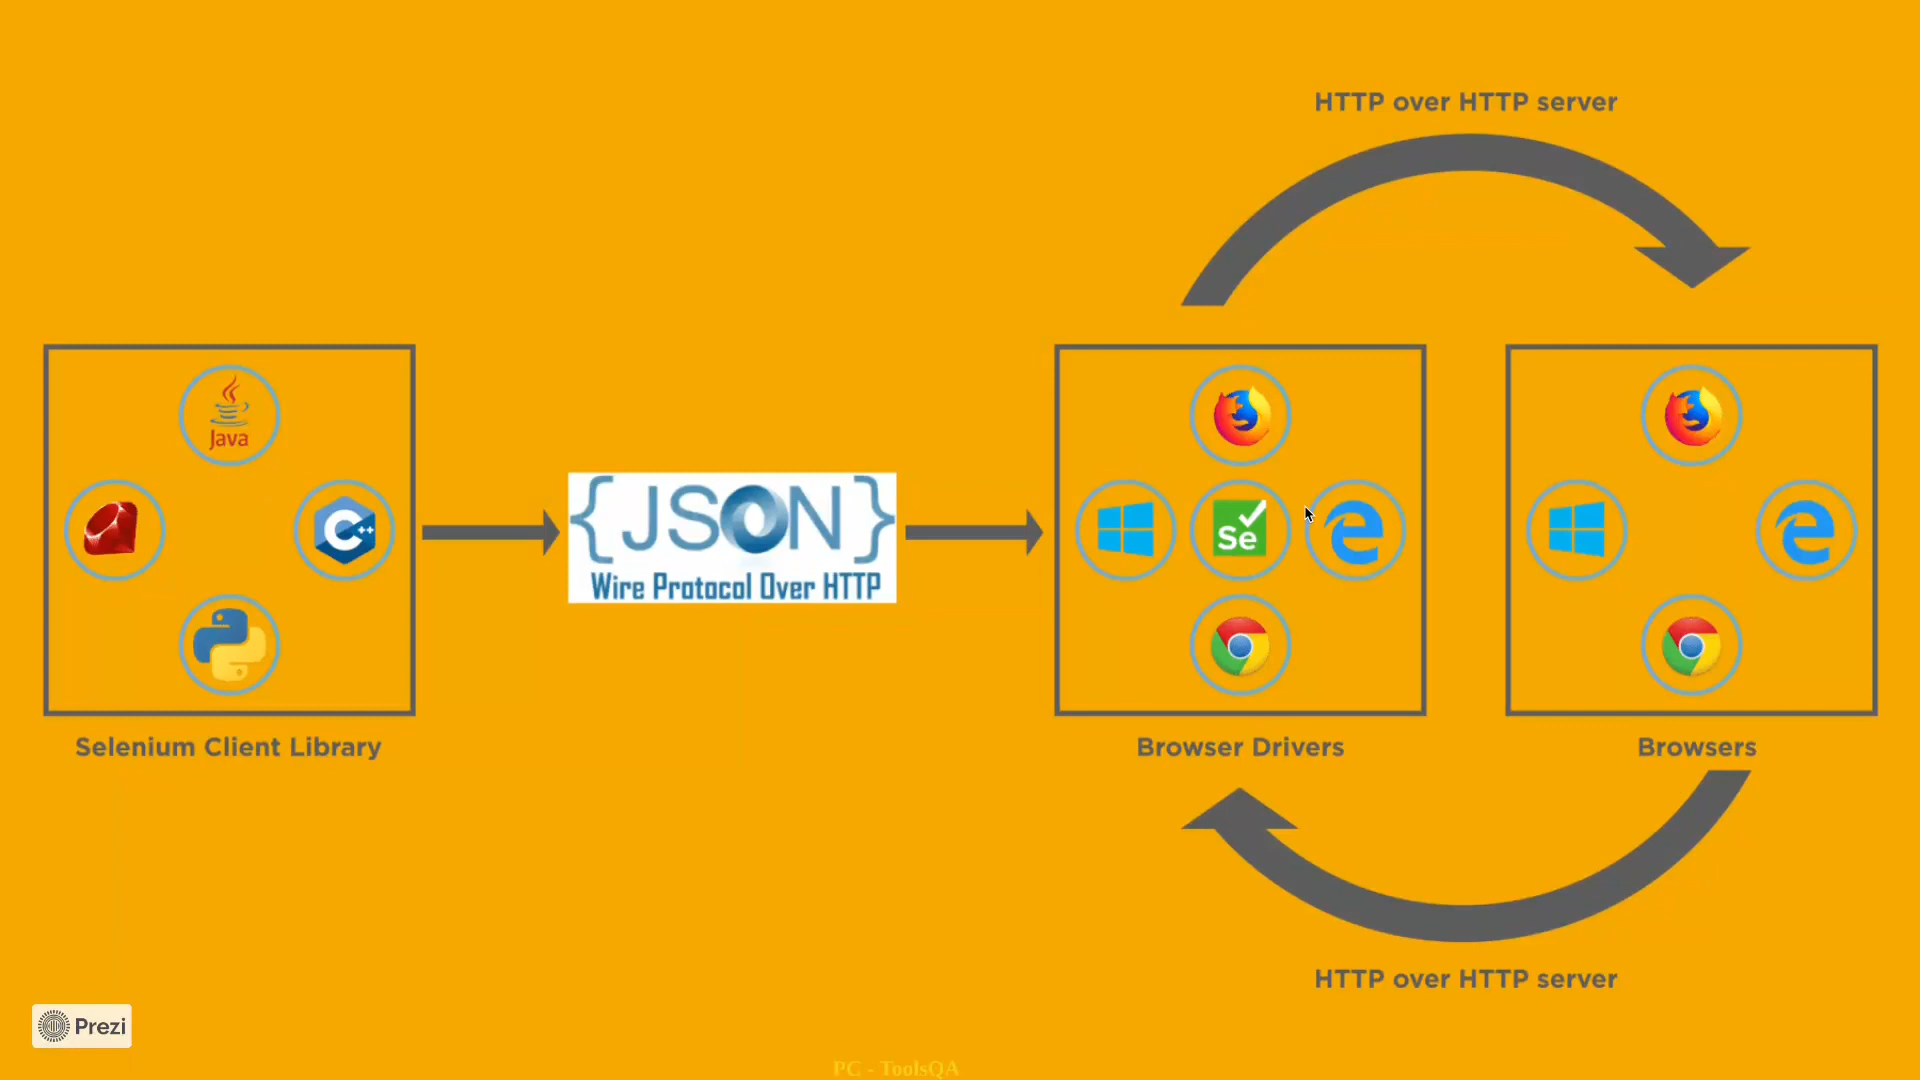 HTTP over HTTP server
Java
C++
Se
{JSON}
Wire Protocol Over HTTP
Selenium Client Library
Browser Drivers
Browsers
HTTP over HTTP server
Prezi
PC - ToolsQA